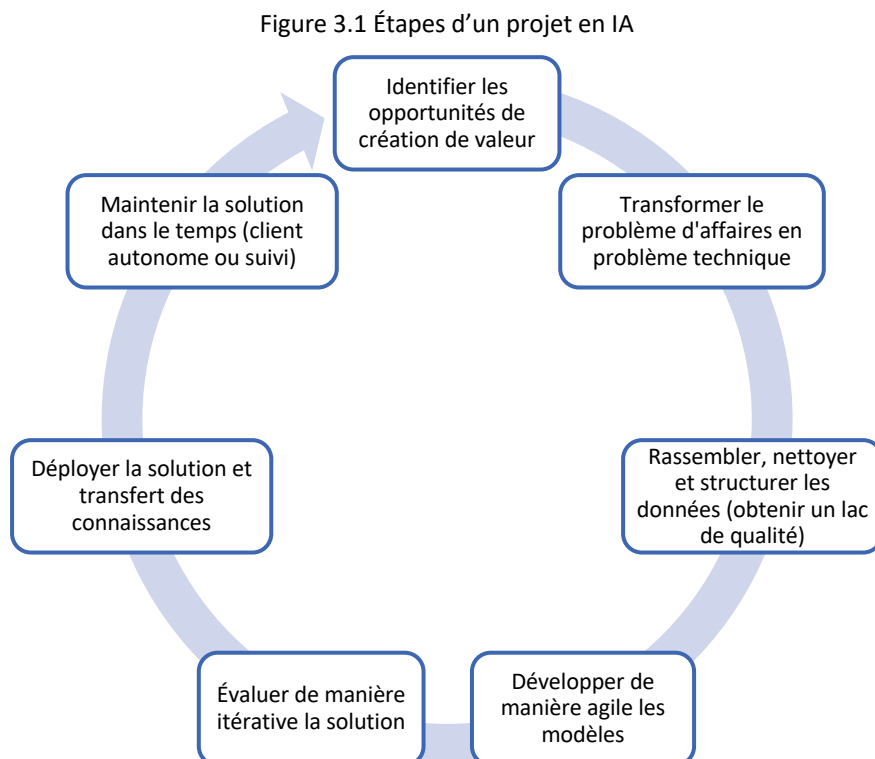 Figure 3.1 Étapes d’un projet en IA
Identifier les
opportunités de
création de valeur
Transformer le
problème d'affaires en
problème technique
Rassembler, nettoyer
et structurer les
données (obtenir un lac
de qualité)
Développer de
manière agile les
modèles
Évaluer de manière
itérative la solution
Déployer la solution et
transfert des
connaissances
Maintenir la solution
dans le temps (client
autonome ou suivi)